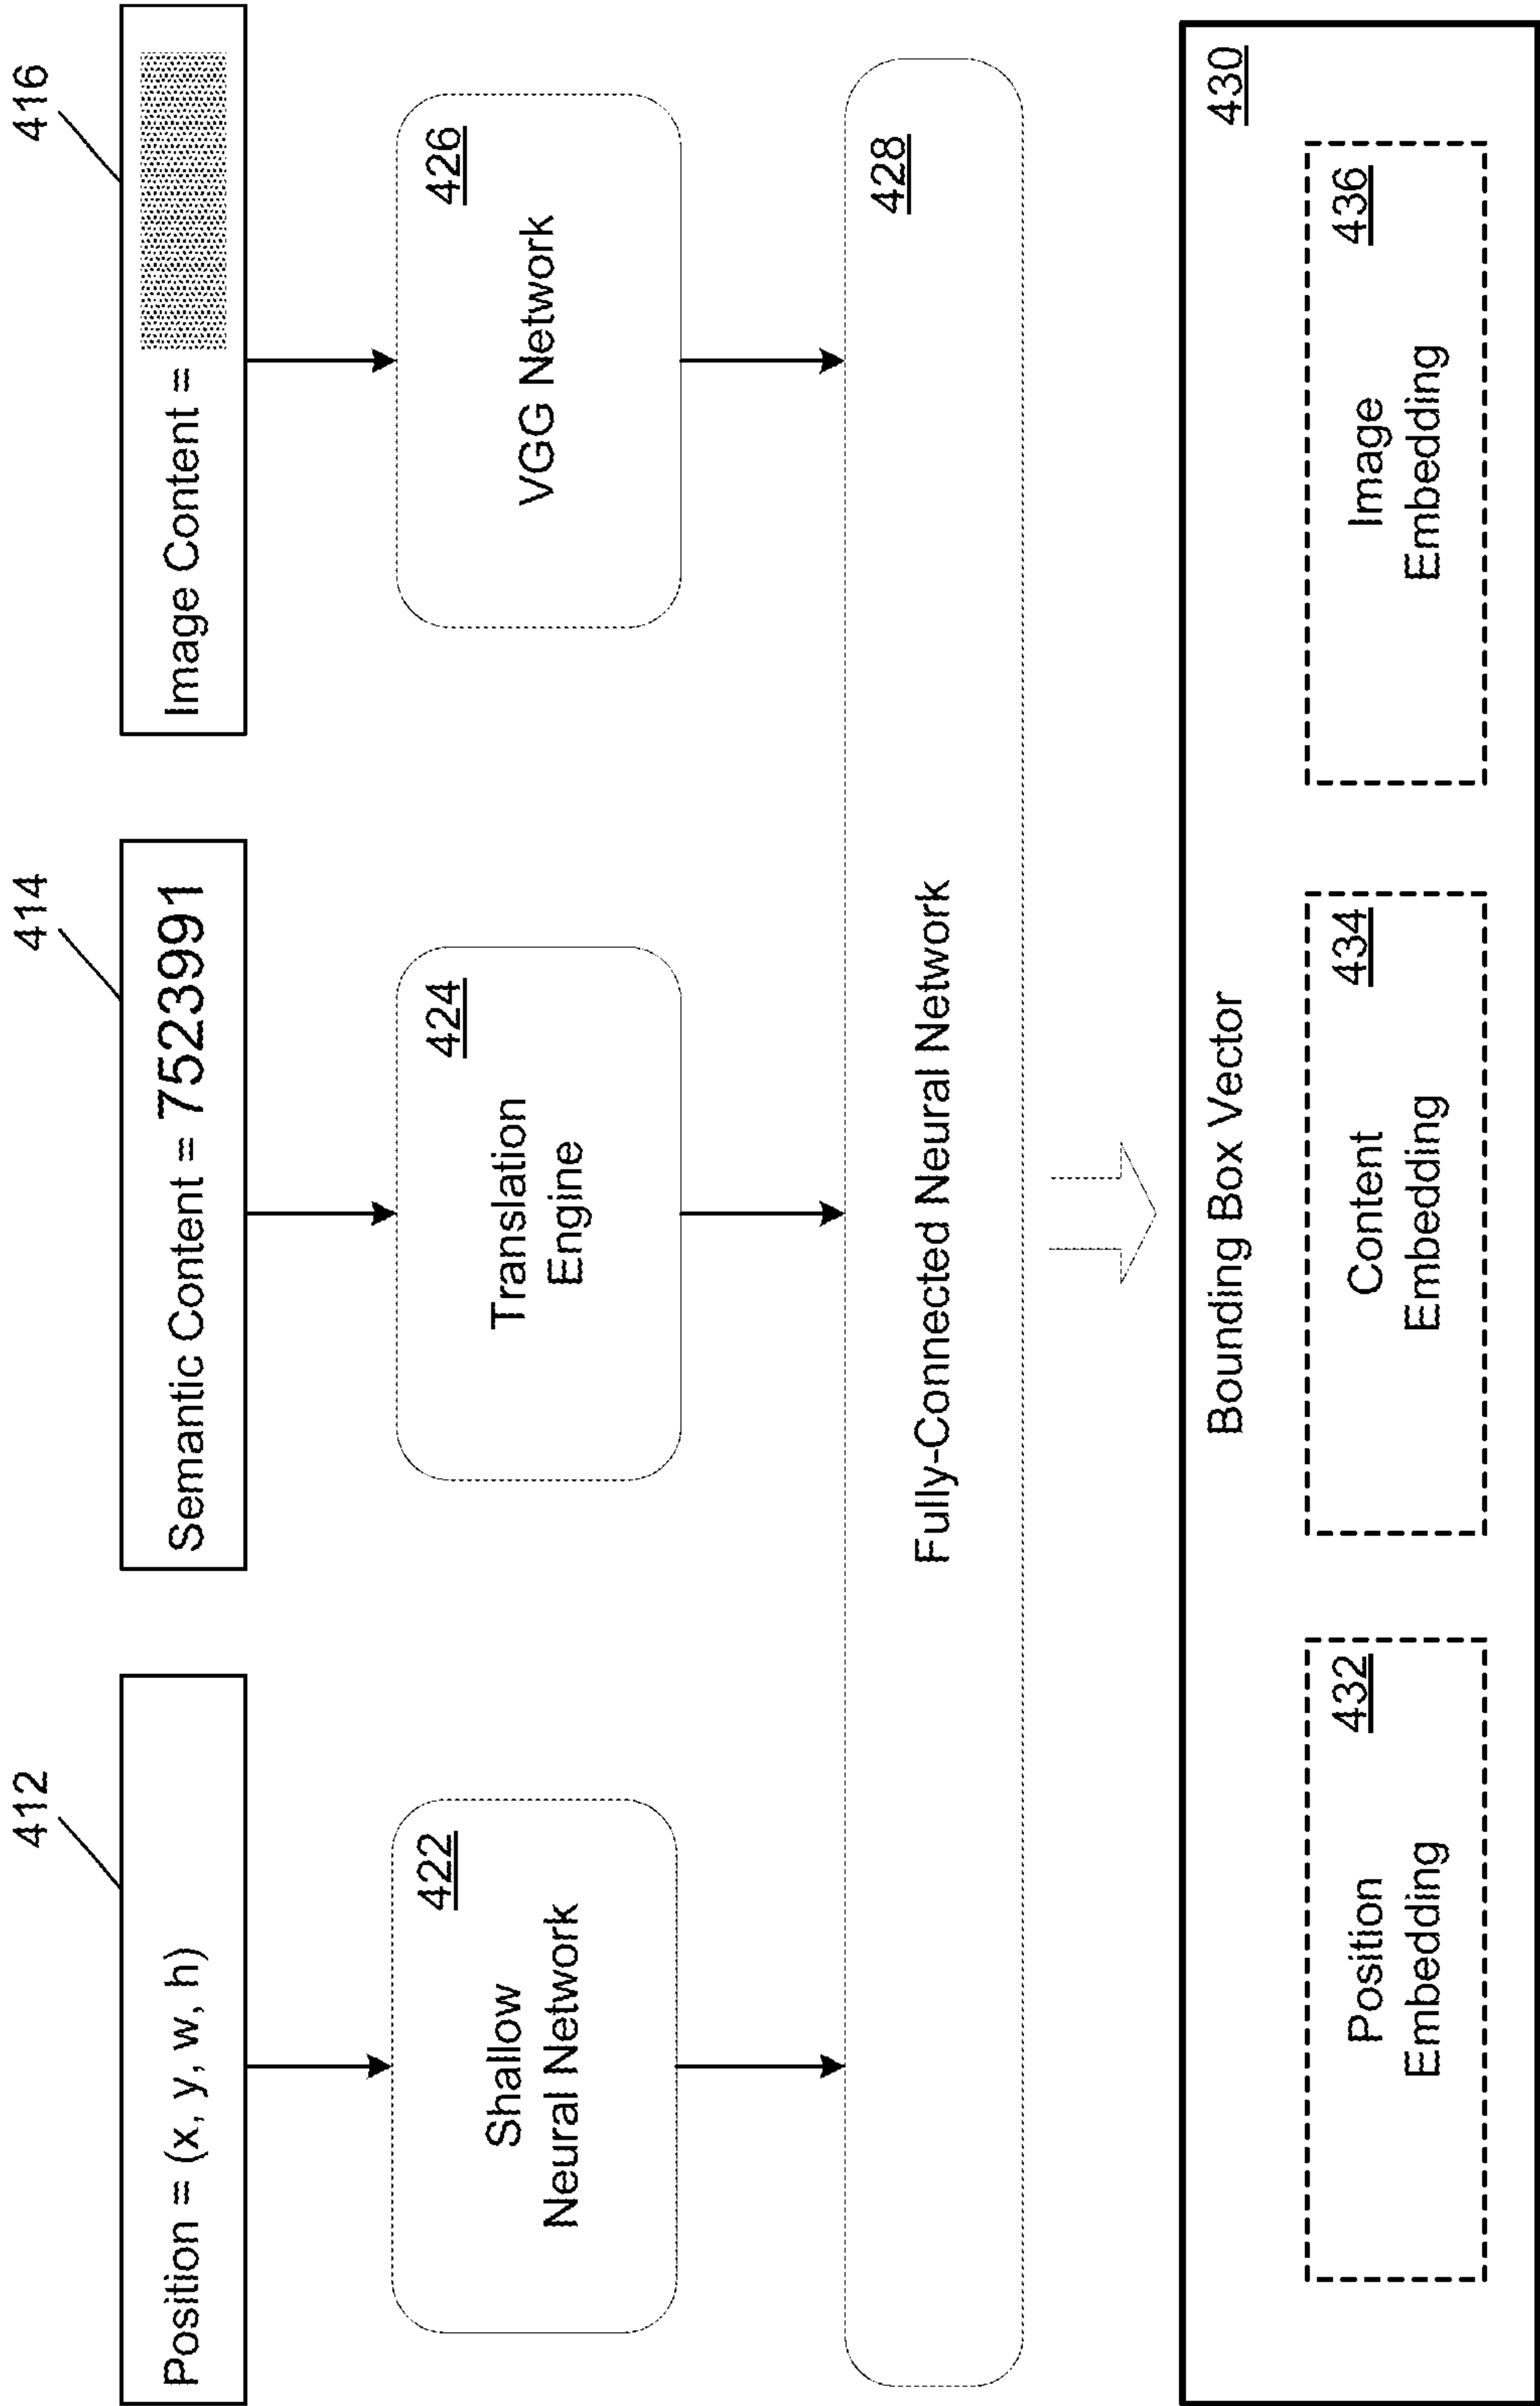 412
414
416
Position = (x, y, w, h)
Semantic Content = 7523991
Image Content =
422
Shallow
Neural Network
424
Translation
Engine
426
VGG Network
428
Fully-Connected Neural Network
430
Bounding Box Vector
432
Position
Embedding
434
Content
Embedding
436
Image
Embedding